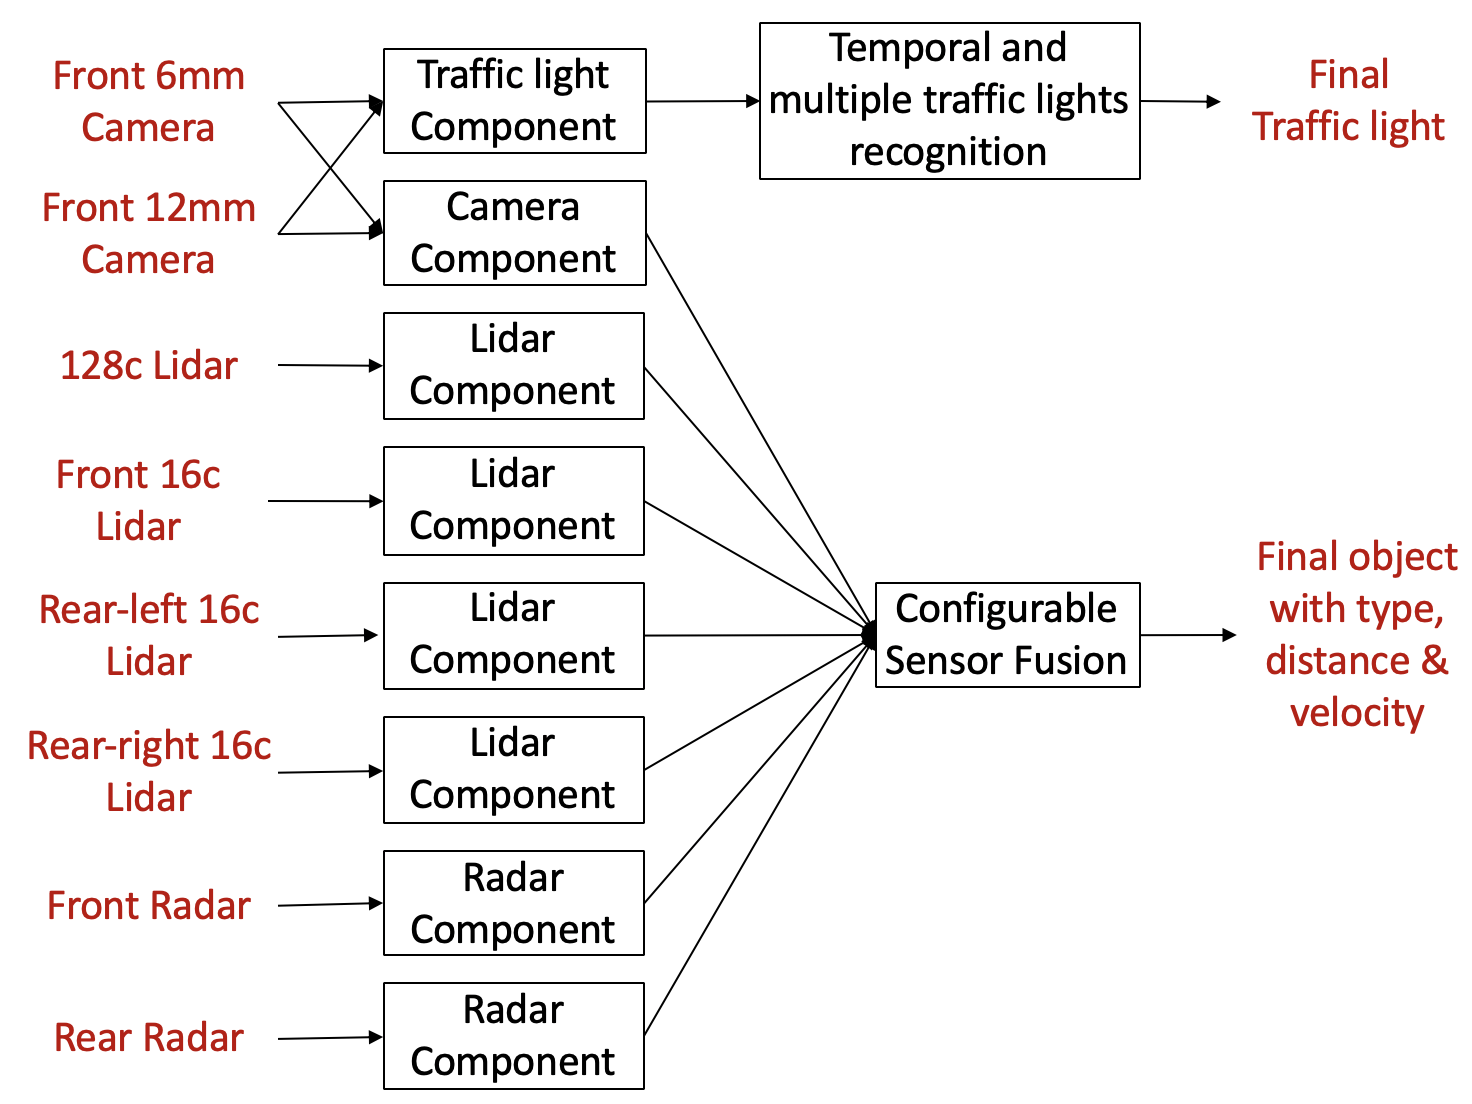 Front 6mm
Camera
Traffic light
Component
Temporal and
multiple traffic lights
recognition
Final
Traffic light
Front 12mm
Camera
Camera
Component
128c Lidar
Lidar
Component
Front 16c
Lidar
Lidar
Component
Rear-left 16c
Lidar
Lidar
Component
Configurable
Sensor Fusion
Final object
with type,
distance &
velocity
Rear-right 16c
Lidar
Lidar
Component
Front Radar
Radar
Component
Rear Radar
Radar
Component